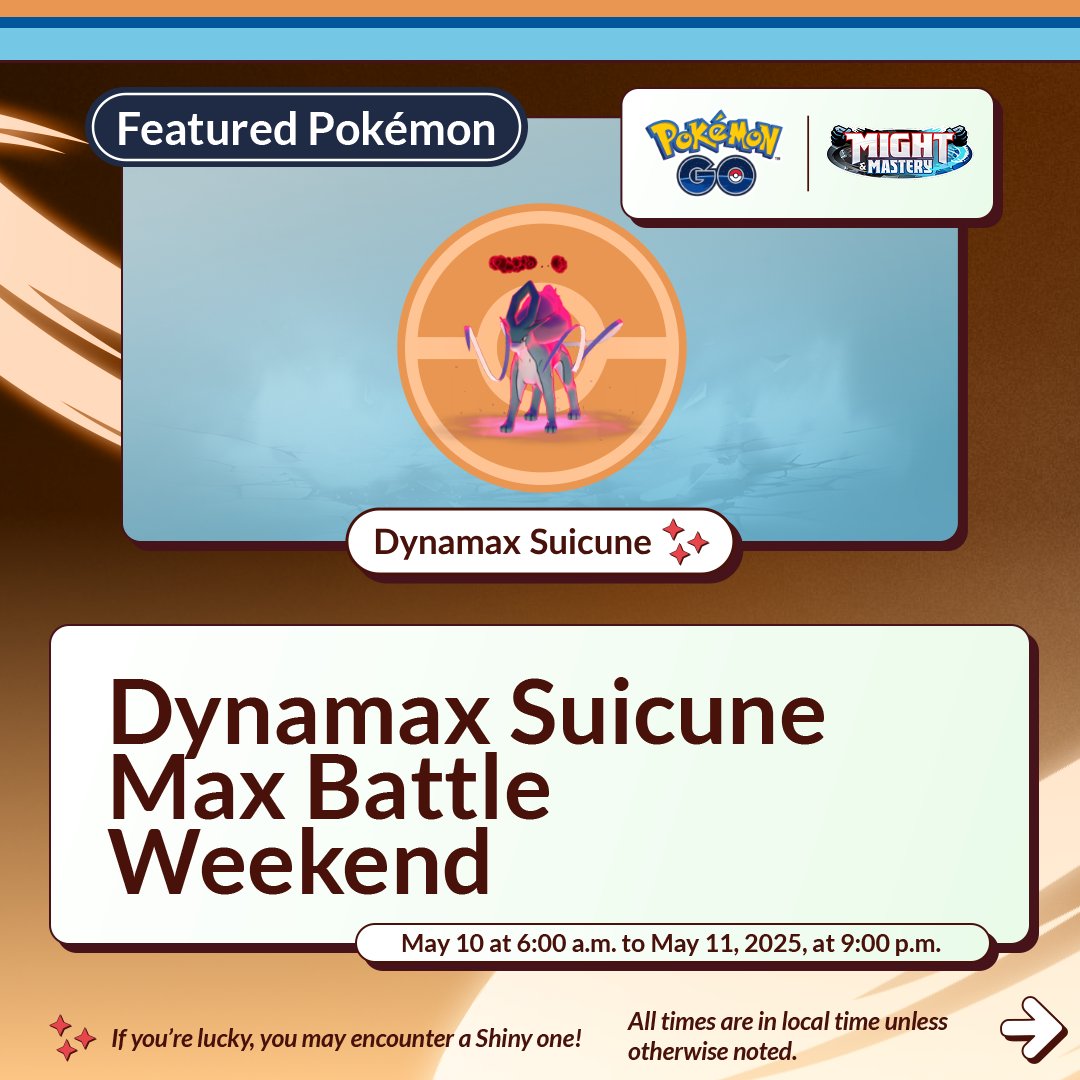 Featured Pokémon
POKÉMON
GO
MIGHT
& MASTERY
Dynamax Suicune
Dynamax Suicune
Max Battle
Weekend
May 10 at 6:00 a.m. to May 11, 2025, at 9:00 p.m.
If you’re lucky, you may encounter a Shiny one!
All times are in local time unless
otherwise noted.